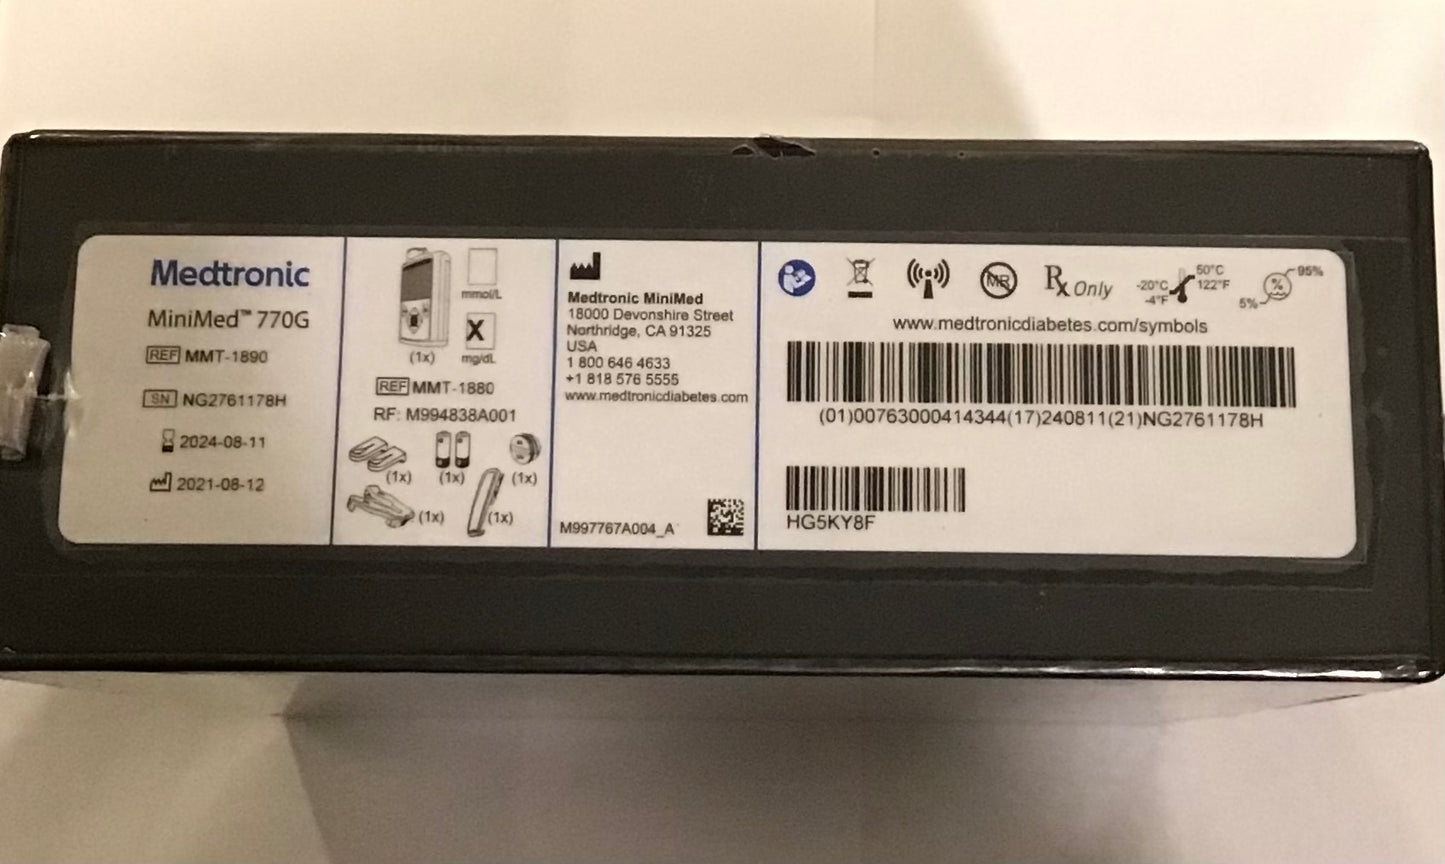 Medtronic
MiniMed™ 770G
REF MMT-1890
SN NG2761178H
2024-08-11
2021-08-12
mmol/L
X
mg/dL
(1x)
REF MMT-1880
RF: M994838A001
(1x)
(1x)
(1x)
(1x)
(1x)
Medtronic MiniMed
18000 Devonshire Street
Northridge, CA 91325
USA
1 800 646 4633
+1 818 576 5555
www.medtronicdiabetes.com
M997767A004_A
MR
Rx Only
-20°C
-4°F
50°C
122°F
5%
%
95%
www.medtronicdiabetes.com/symbols
(01)00763000414344(17)240811(21)NG2761178H
HG5KY8F